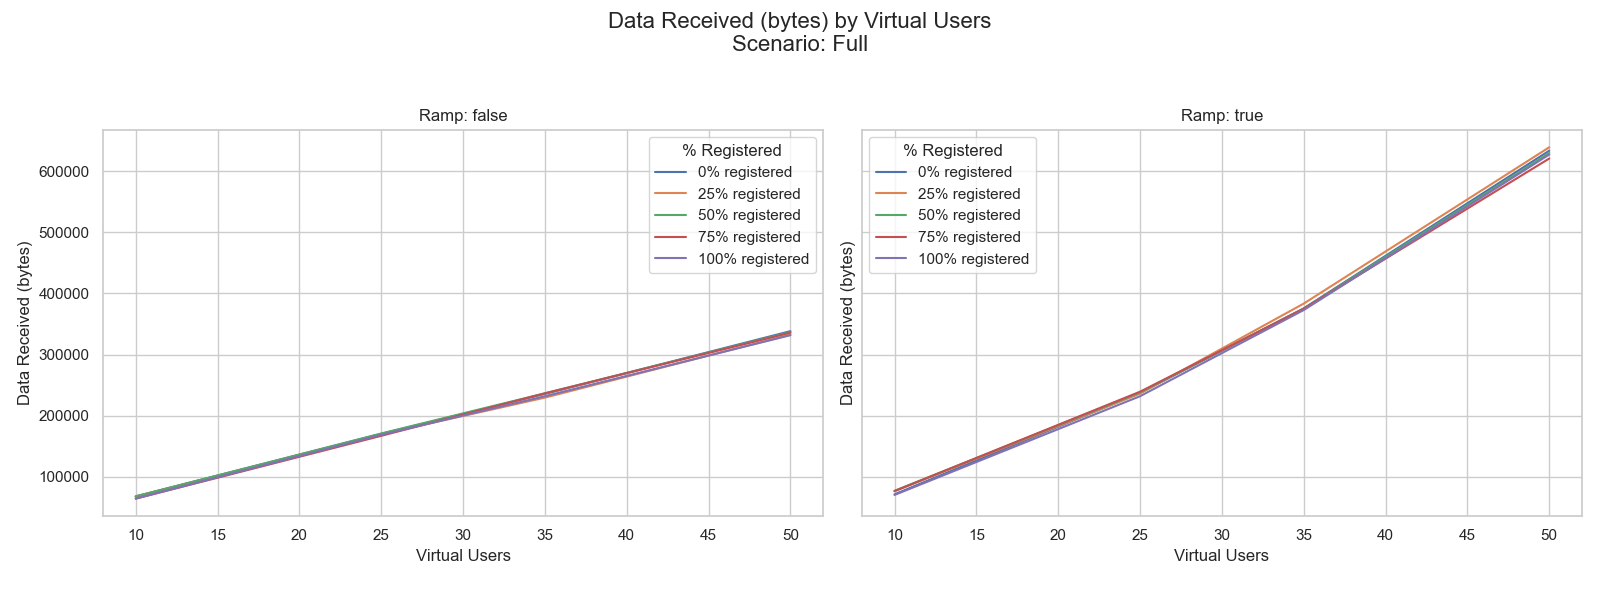 Data Received (bytes) by Virtual Users
Scenario: Full
Ramp: false
% Registered
0% registered
25% registered
50% registered
75% registered
100% registered
Data Received (bytes)
600000
500000
400000
300000
200000
100000
10 15 20 25 30 35 40 45 50
Virtual Users
Ramp: true
% Registered
0% registered
25% registered
50% registered
75% registered
100% registered
Data Received (bytes)
10 15 20 25 30 35 40 45 50
Virtual Users